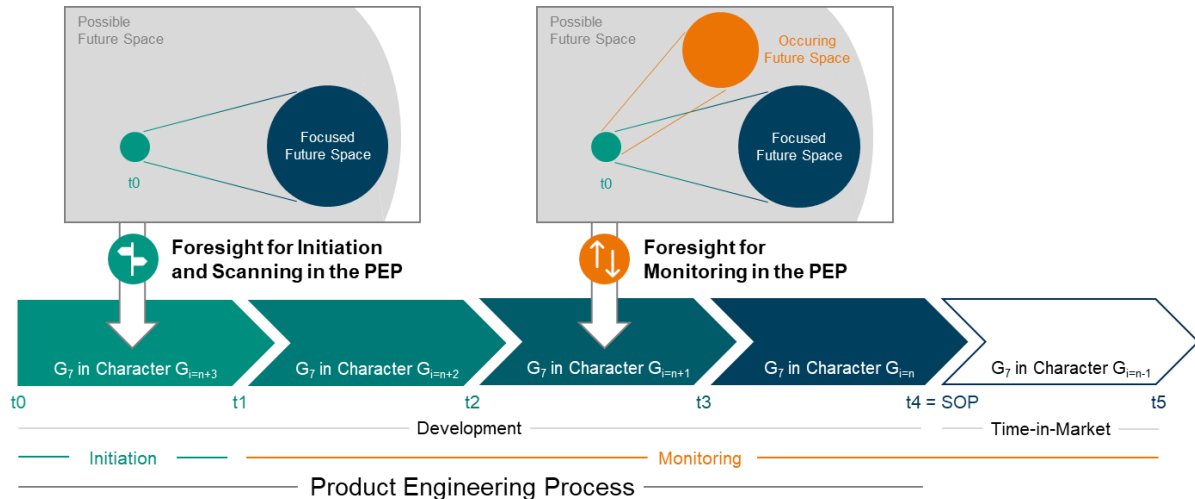 Possible
Future Space
Focused
Future Space
t0
Possible
Future Space
Occuring
Future Space
Focused
Future Space
t0
Foresight for Initiation
and Scanning in the PEP
Foresight for
Monitoring in the PEP
G7 in Character Gi=n+3
G7 in Character Gi=n+2
G7 in Character Gi=n+1
G7 in Character Gi=n
G7 in Character Gi=n-1
t0 t1 t2 t3 t4 = SOP t5
Development
Time-in-Market
Initiation
Monitoring
Product Engineering Process